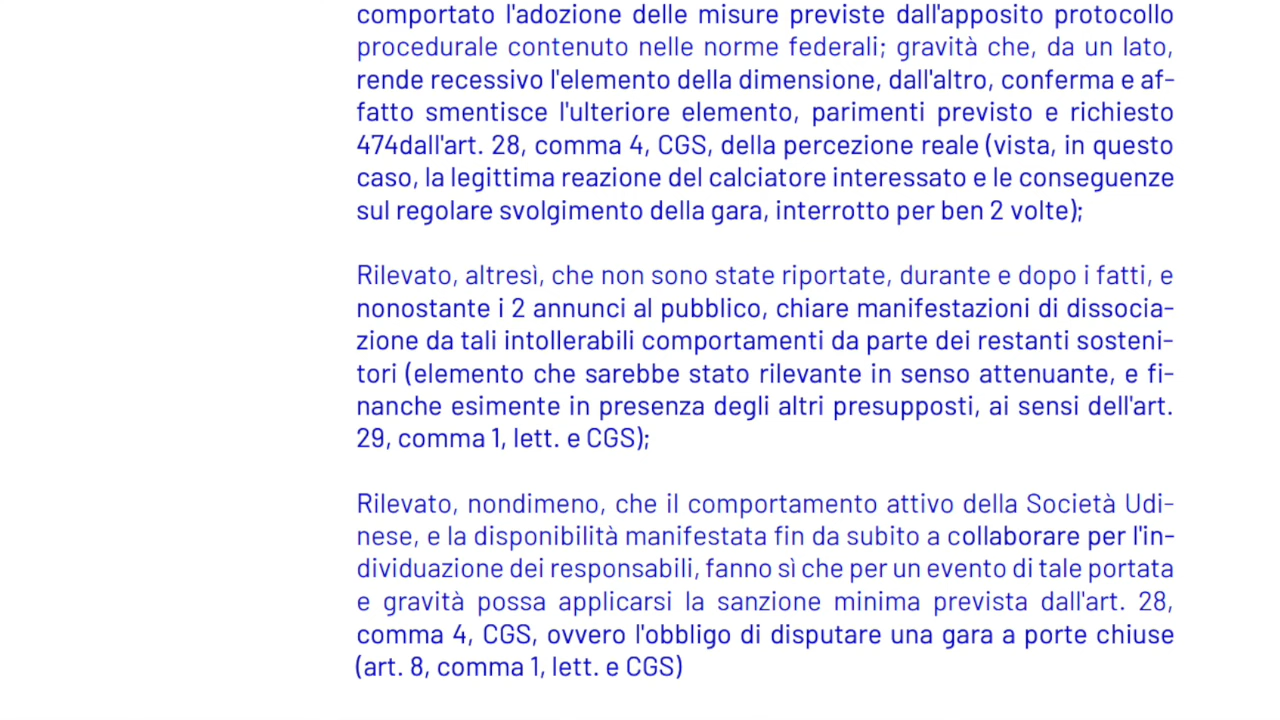 comportato l'adozione delle misure previste dall'apposito protocollo
procedurale contenuto nelle norme federali; gravità che, da un lato,
rende recessivo l'elemento della dimensione, dall'altro, conferma e af-
fatto smentisce l'ulteriore elemento, parimenti previsto e richiesto
474dall'art. 28, comma 4, CGS, della percezione reale (vista, in questo
caso, la legittima reazione del calciatore interessato e le conseguenze
sul regolare svolgimento della gara, interrotto per ben 2 volte);
Rilevato, altresì, che non sono state riportate, durante e dopo i fatti, e
nonostante i 2 annunci al pubblico, chiare manifestazioni di dissocia-
zione da tali intollerabili comportamenti da parte dei restanti sosteni-
tori (elemento che sarebbe stato rilevante in senso attenuante, e fi-
nanche esimente in presenza degli altri presupposti, ai sensi dell'art.
29, comma 1, lett. e CGS);
Rilevato, nondimeno, che il comportamento attivo della Società Udi-
nese, e la disponibilità manifestata fin da subito a collaborare per l'in-
dividuazione dei responsabili, fanno sì che per un evento di tale portata
e gravità possa applicarsi la sanzione minima prevista dall'art. 28,
comma 4, CGS, ovvero l'obbligo di disputare una gara a porte chiuse
(art. 8, comma 1, lett. e CGS)